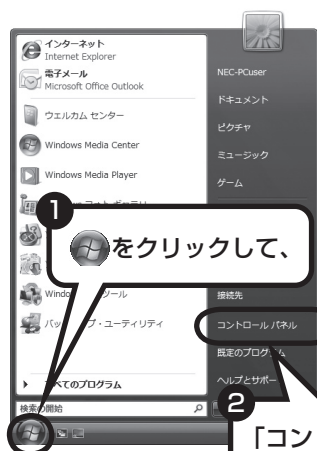 インターネット
Internet Explorer
電子メール
Microsoft Office Outlook
ウェルカム センター
Windows Media Center
Windows Media Player
すべてのプログラム
検索の開始
NEC-PCuser
ドキュメント
ピクチャ
ミュージック
ゲーム
接続先
コントロール パネル
既定のプログラム
ヘルプとサポー
1
をクリックして、
2
「コン